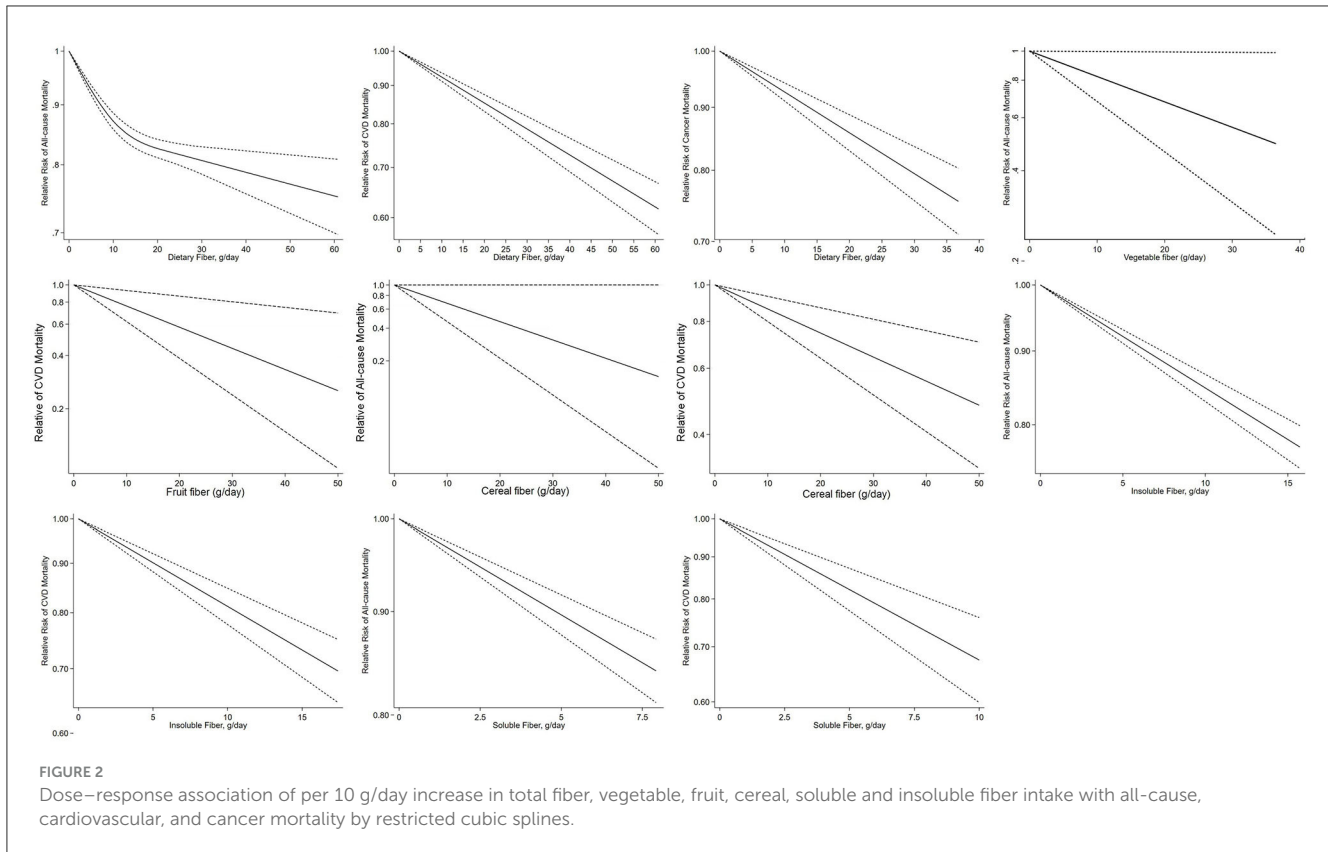 1
.9
.8
.7
Relative Risk of All-cause Mortality
0 10 20 30 40 50 60
Dietary Fiber, g/day
1.00
0.90
0.80
0.70
0.60
Relative Risk of CVD Mortality
0 5 10 15 20 25 30 35 40 45 50 55 60
Dietary Fiber, g/day
1.00
0.90
0.80
0.70
Relative Risk of Cancer Mortality
0 5 10 15 20 25 30 35 40
Dietary Fiber, g/day
1
.8
.6
.4
.2
Relative Risk of All-cause Mortality
0 10 20 30 40
Vegetable fiber (g/day)
1.0
0.8
0.6
0.4
0.2
Relative of CVD Mortality
0 10 20 30 40 50
Fruit fiber (g/day)
1.0
0.8
0.6
0.4
0.2
Relative of All-cause Mortality
0 10 20 30 40 50
Cereal fiber (g/day)
1.0
0.8
0.6
0.4
Relative of CVD Mortality
0 10 20 30 40 50
Cereal fiber (g/day)
1.00
0.90
0.80
Relative Risk of All-cause Mortality
0 5 10 15
Insoluble Fiber, g/day
1.00
0.90
0.80
0.70
0.60
Relative Risk of CVD Mortality
0 5 10 15
Insoluble Fiber, g/day
1.00
0.90
0.80
Relative Risk of All-cause Mortality
0 2.5 5 7.5
Soluble Fiber, g/day
1.00
0.90
0.80
0.70
0.60
Relative Risk of CVD Mortality
0 2.5 5 7.5 10
Soluble Fiber, g/day
FIGURE 2
Dose–response association of per 10 g/day increase in total fiber, vegetable, fruit, cereal, soluble and insoluble fiber intake with all-cause,
cardiovascular, and cancer mortality by restricted cubic splines.